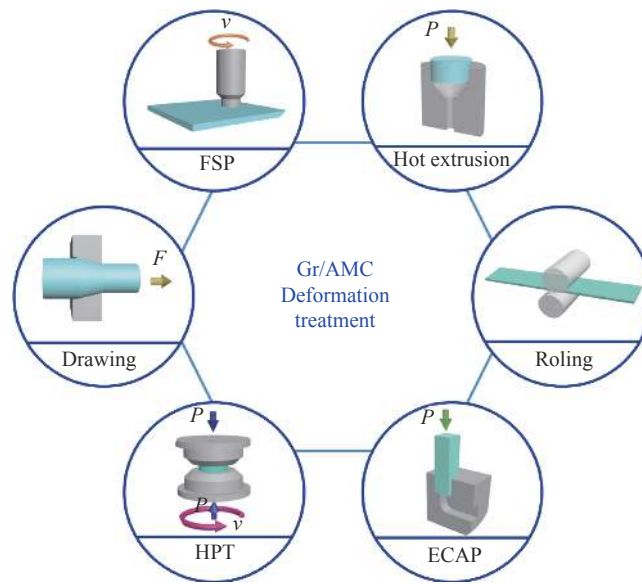 v
P
FSP
Hot extrusion
F
Gr/AMC
Deformation
treatment
Drawing
Roling
P
P
P
v
HPT
ECAP